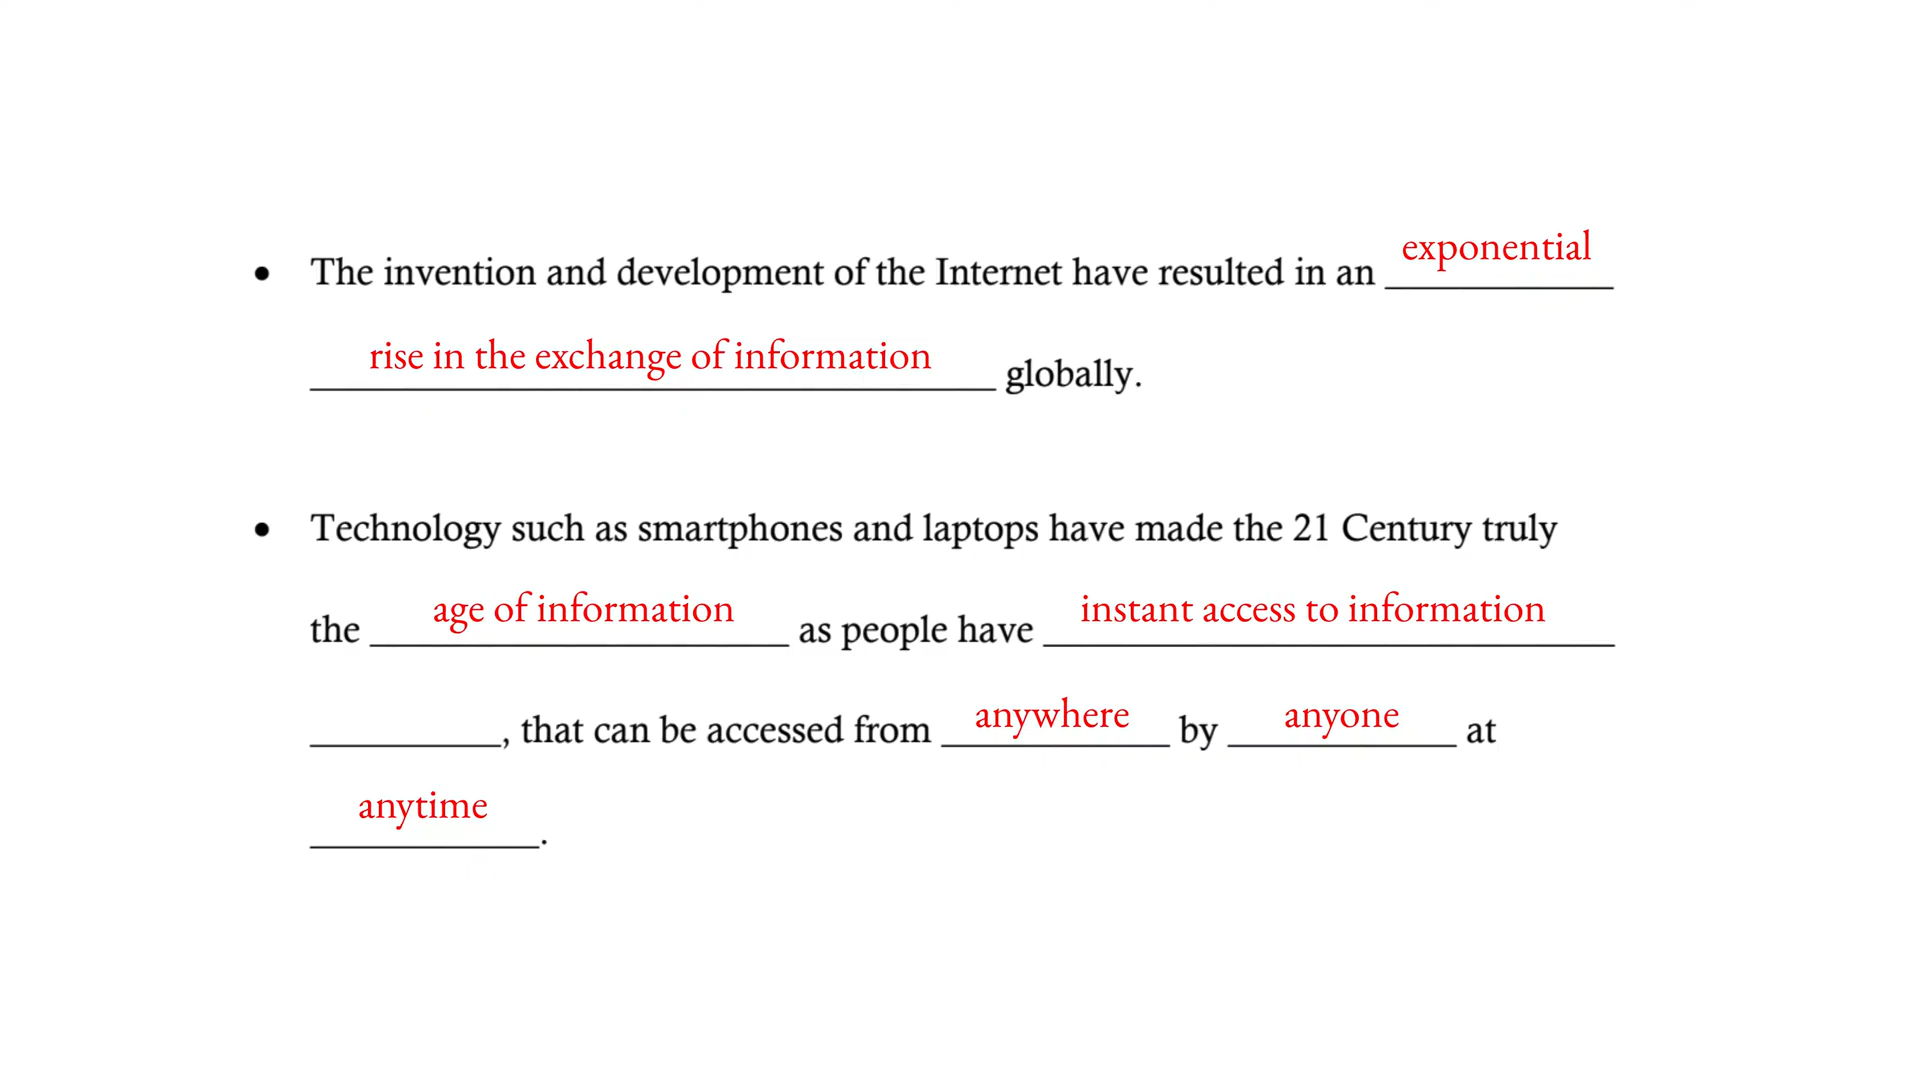 • The invention and development of the Internet have resulted in an exponential
rise in the exchange of information globally.
• Technology such as smartphones and laptops have made the 21 Century truly
the age of information as people have instant access to information
, that can be accessed from anywhere by anyone at
anytime.